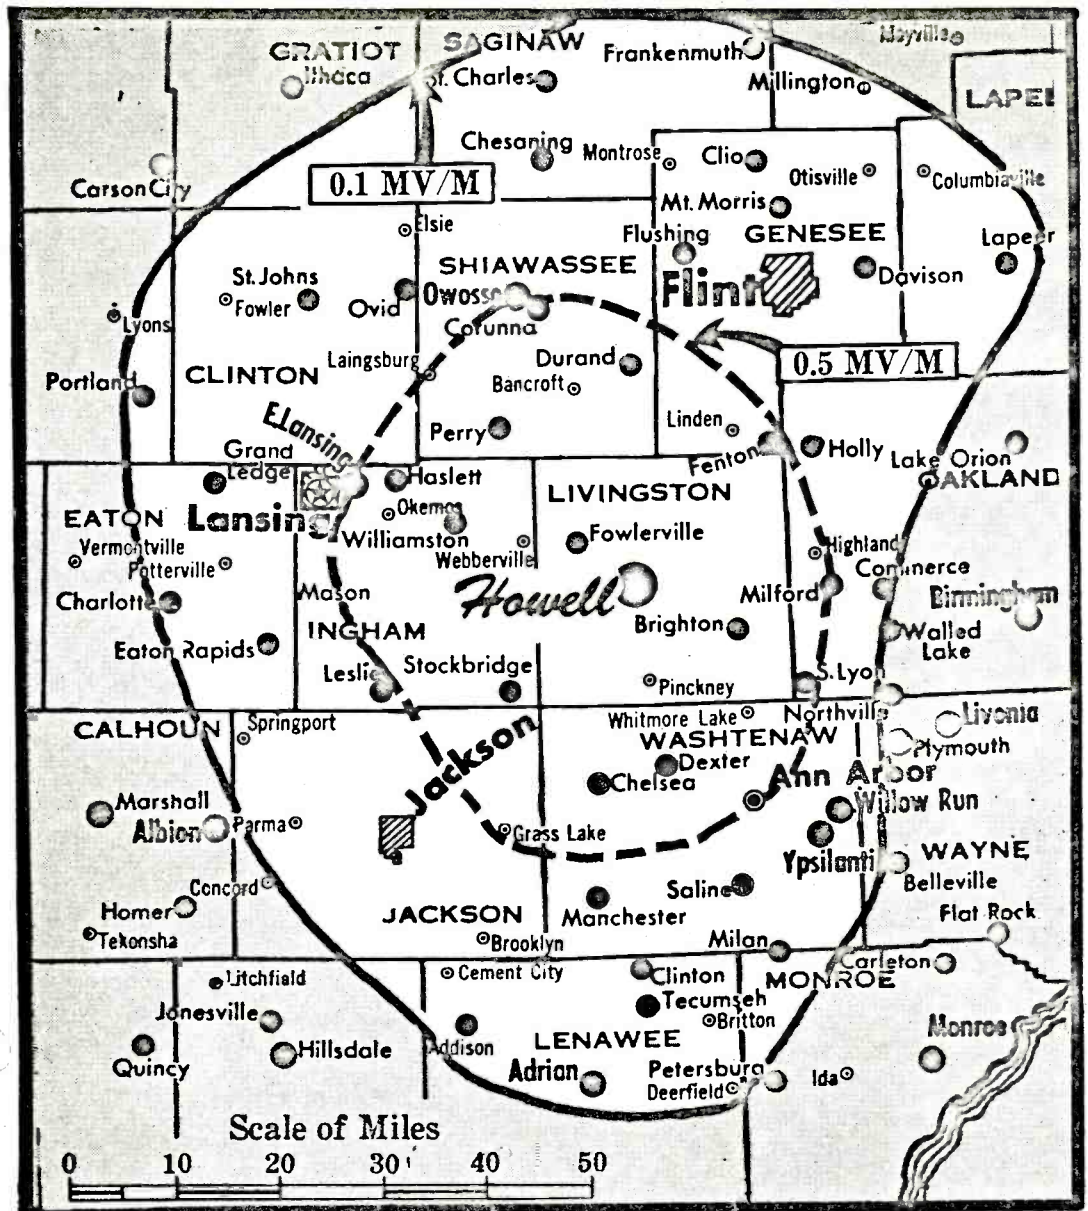 GRATIOT
SAGINAW
Frankenmuth
Mayville
Ithaca
St. Charles
Millington
LAPEE
Chesaning
Montrose
Clio
Otisville
Columbiaville
Carson City
0.1 MV/M
Mt. Morris
Elsie
Flushing
GENESEE
Lapeer
St. Johns
SHIAWASSEE
Fowler
Ovid
Owosso
Flint
Davison
Lyons
Corunna
Laingsburg
Durand
0.5 MV/M
Portland
CLINTON
Bancroft
E.Lansing
Perry
Linden
Grand
Ledge
Haslett
Fenton
Holly
Lake Orion
OAKLAND
EATON
Lansing
Okemos
LIVINGSTON
Vermontville
Williamston
Fowlerville
Potterville
Webberville
Highland
Commerce
Charlotte
Mason
Howell
Milford
Birmingham
INGHAM
Brighton
Walled
Lake
Eaton Rapids
Leslie
Stockbridge
S. Lyon
Pinckney
CALHOUN
Springport
Whitmore Lake
Northville
Livonia
WASHTENAW
Plymouth
Jackson
Dexter
Chelsea
Ann Arbor
Marshall
Willow Run
Albion
Parma
Grass Lake
Ypsilanti
WAYNE
Concord
Saline
Belleville
Homer
JACKSON
Manchester
Flat Rock
Tekonsha
Brooklyn
Milan
Litchfield
Cement City
Clinton
MONROE
Carleton
Jonesville
Tecumseh
Britton
Monroe
Hillsdale
Addison
LENAWEE
Quincy
Adrian
Petersburg
Deerfield
Ida
Scale of Miles
0 10 20 30 40 50